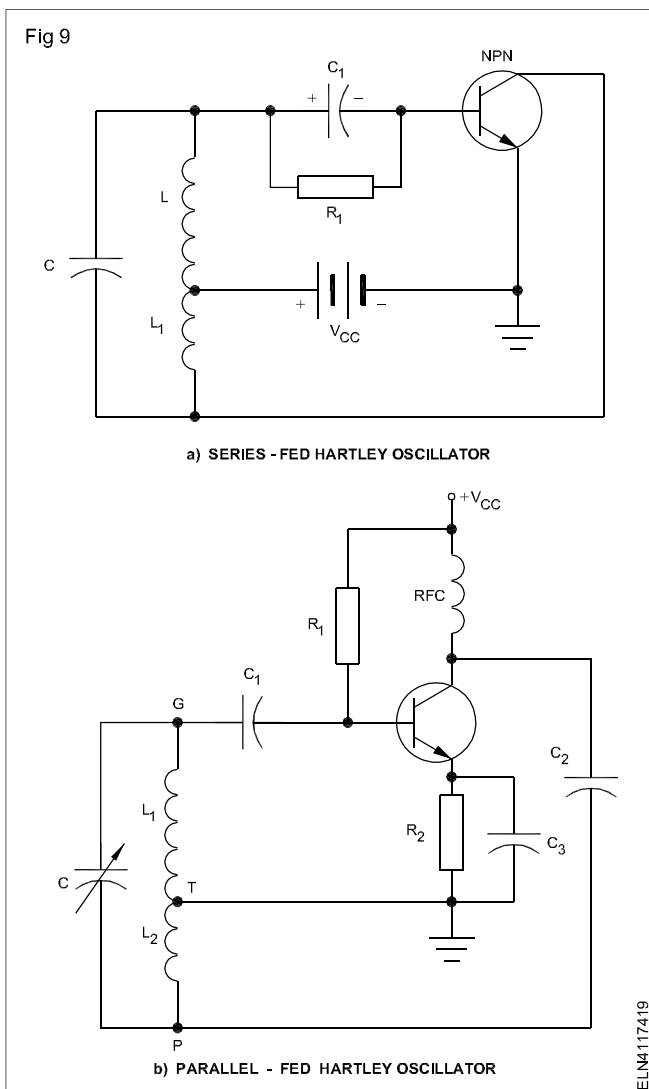 Fig 9
NPN
C1
+ −
R1
L
C
L1
+ −
VCC
a) SERIES - FED HARTLEY OSCILLATOR
+VCC
RFC
R1
C1
G
C2
L1
R2
C3
C
T
L2
P
b) PARALLEL - FED HARTLEY OSCILLATOR
ELN4117419